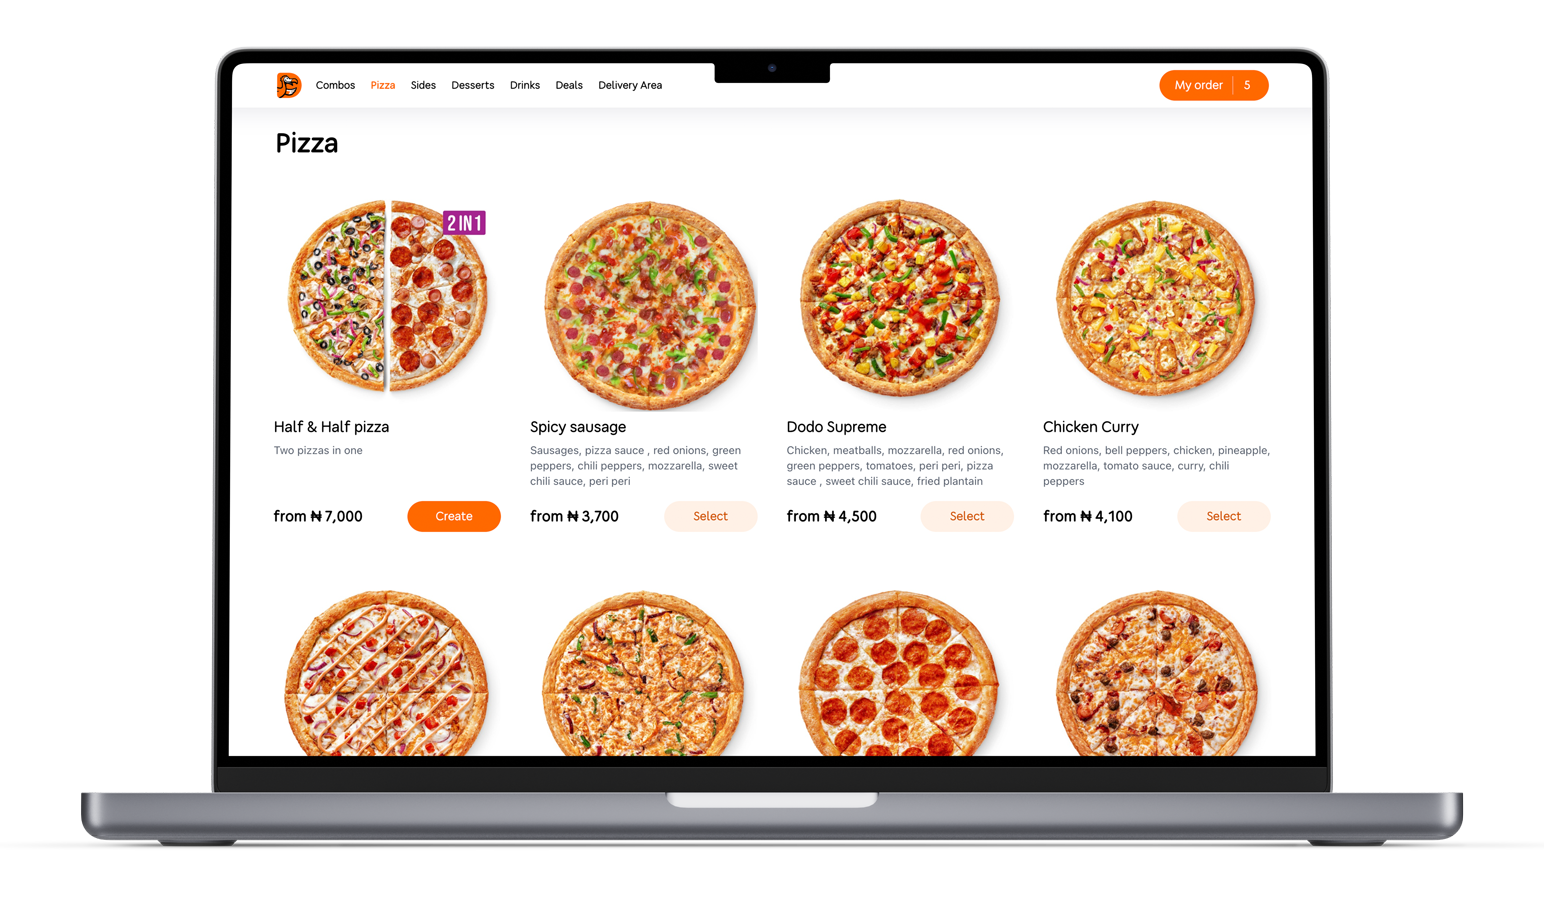 Combos Pizza Sides Desserts Drinks Deals Delivery Area My order 5
Pizza
2 IN 1
Half & Half pizza
Two pizzas in one
from ₦ 7,000 Create
Spicy sausage
Sausages, pizza sauce , red onions, green
peppers, chili peppers, mozzarella, sweet
chili sauce, peri peri
from ₦ 3,700 Select
Dodo Supreme
Chicken, meatballs, mozzarella, red onions,
green peppers, tomatoes, peri peri, pizza
sauce , sweet chili sauce, fried plantain
from ₦ 4,500 Select
Chicken Curry
Red onions, bell peppers, chicken, pineapple,
mozzarella, tomato sauce, curry, chili
peppers
from ₦ 4,100 Select